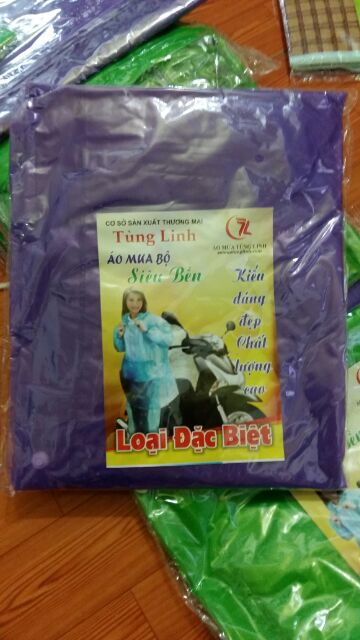 CƠ SỞ SẢN XUẤT THƯƠNG MẠI
Tùng Linh
ÁO MƯA BỘ
Siêu Bền
ÁO MƯA TÙNG LINH
Kiểu
dáng
đẹp
Chất
lượng
cao
Loại Đặc Biệt